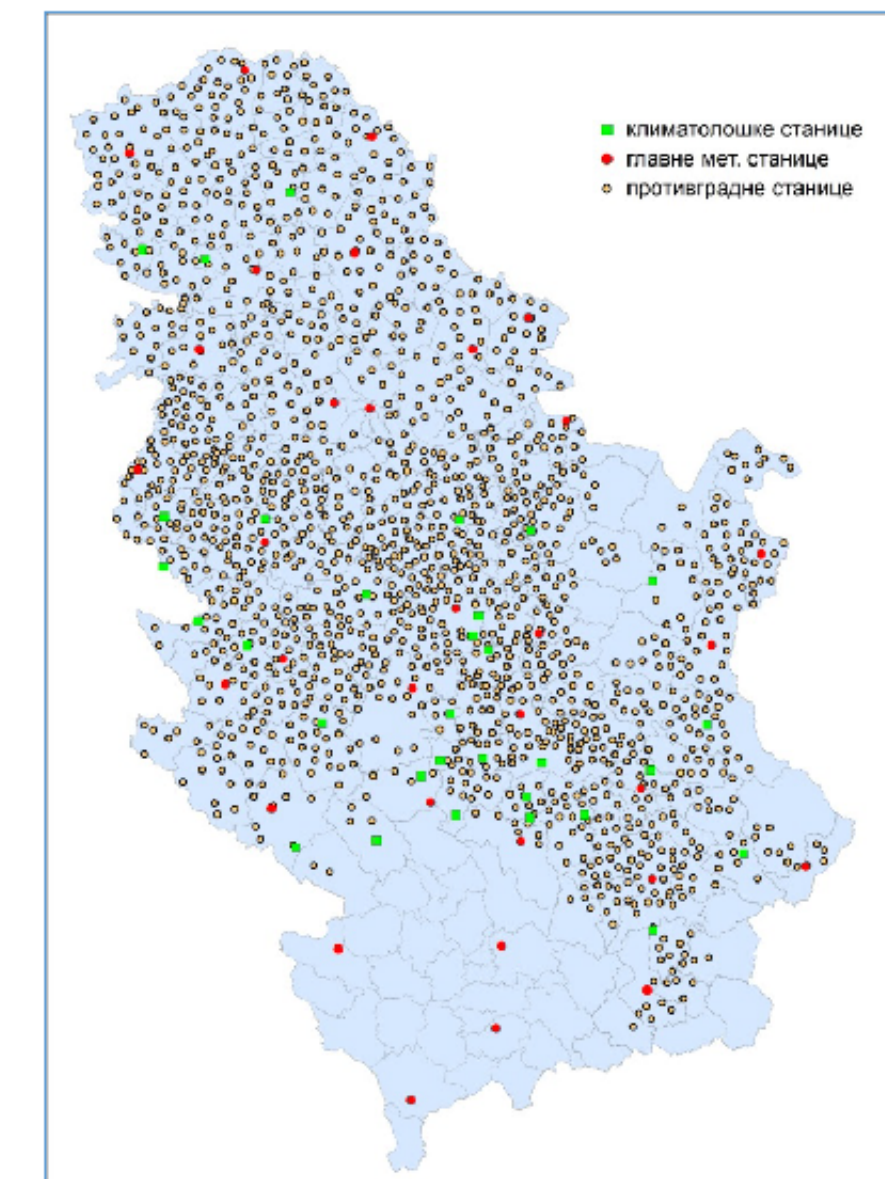 климатолошке станице
главне мет. станице
противградне станице